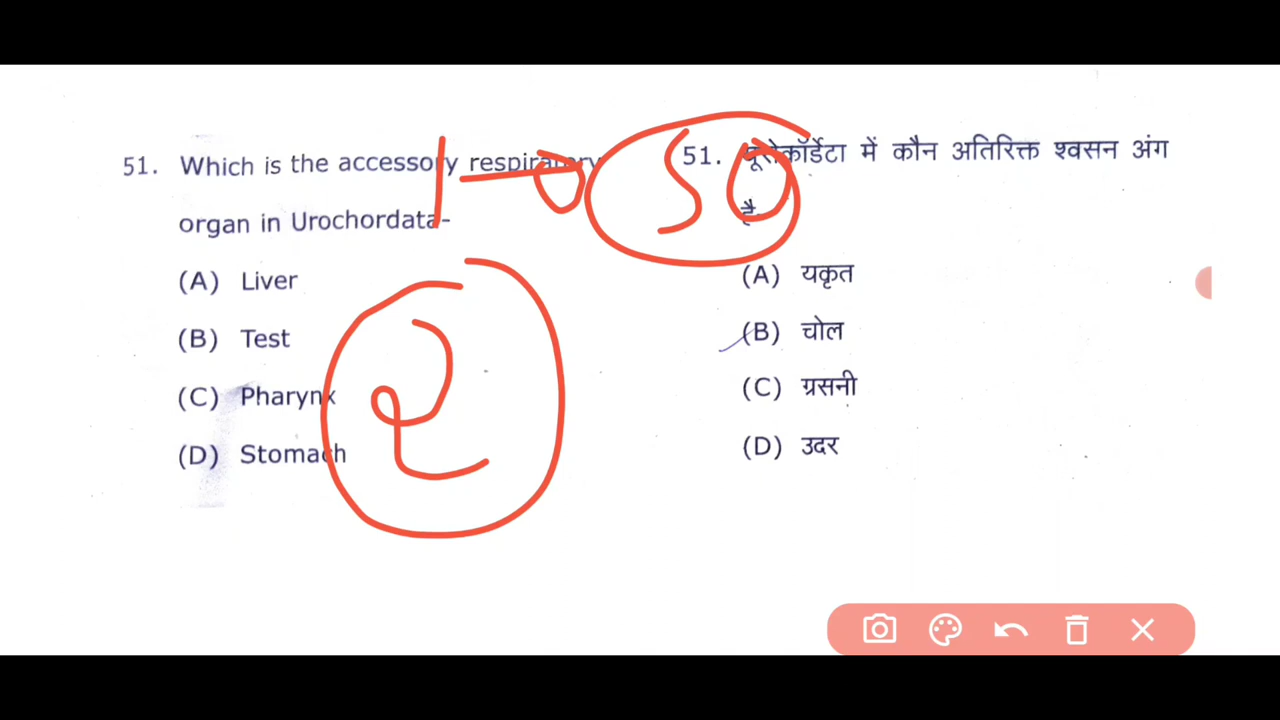 51. Which is the accessory respiratory
organ in Urochordata-
(A) Liver
(B) Test
(C) Pharynx
(D) Stomach
51. यूरोकॉर्डेटा में कौन अतिरिक्त श्वसन अंग
है-
(A) यकृत
(B) चोल
(C) ग्रसनी
(D) उदर
1 → 50
2